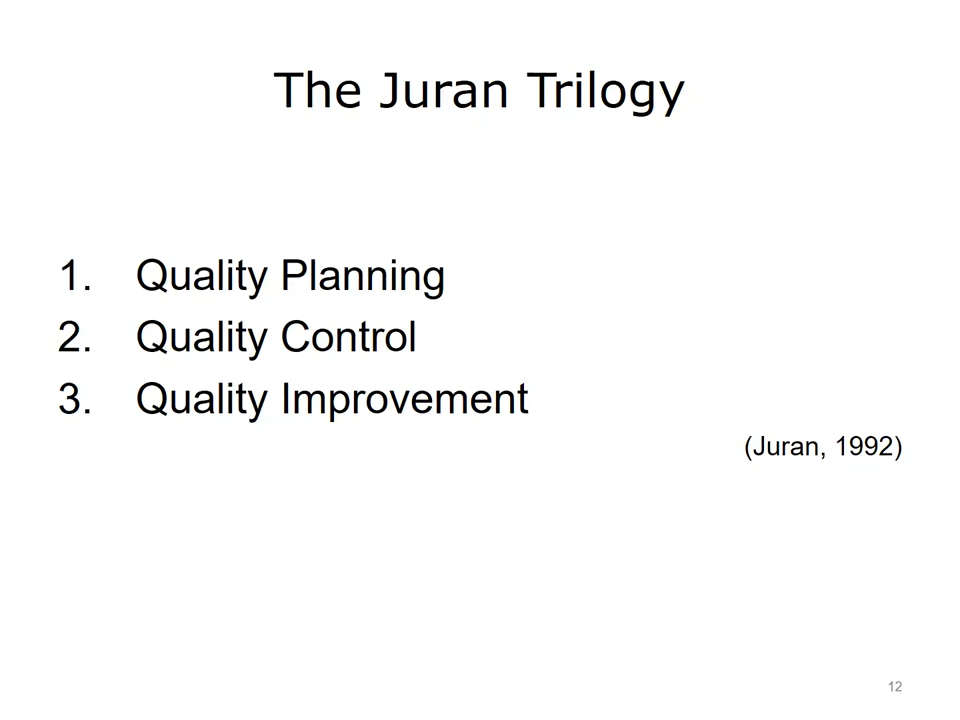 The Juran Trilogy
1. Quality Planning
2. Quality Control
3. Quality Improvement
(Juran, 1992)
12